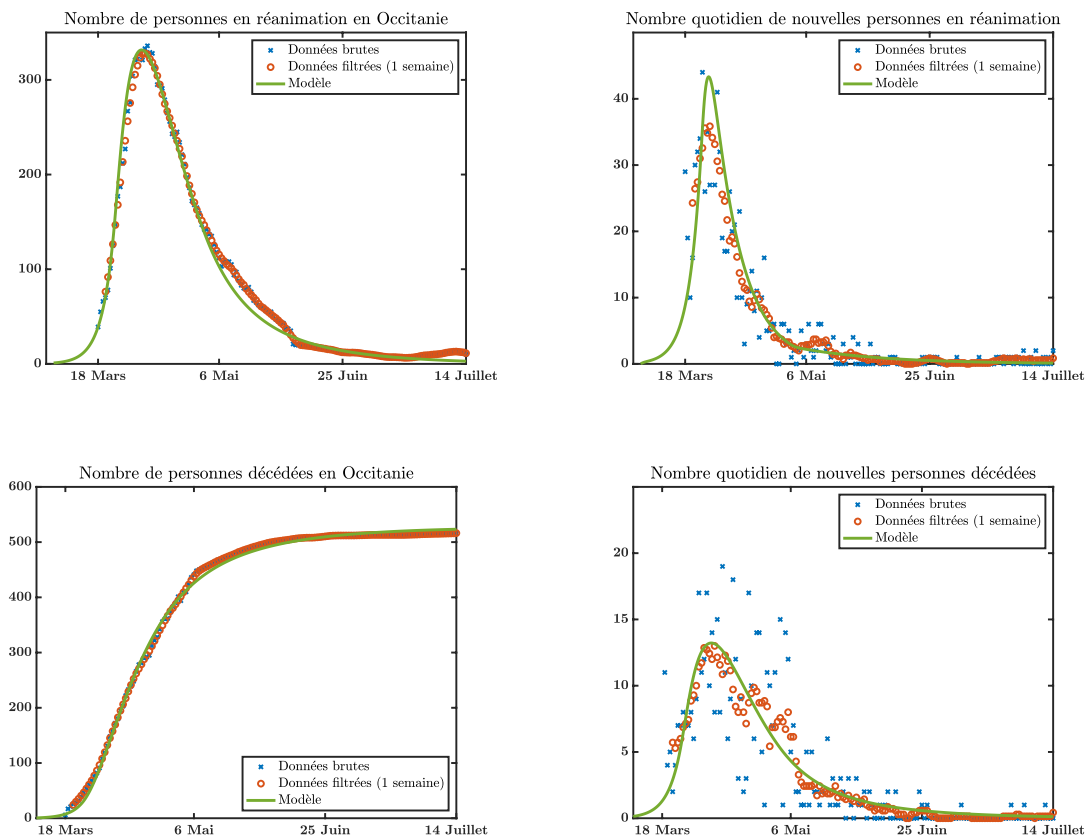 Nombre de personnes en réanimation en Occitanie
300
200
100
0
18 Mars
6 Mai
25 Juin
14 Juillet
Données brutes
Données filtrées (1 semaine)
Modèle
Nombre quotidien de nouvelles personnes en réanimation
40
30
20
10
0
18 Mars
6 Mai
25 Juin
14 Juillet
Données brutes
Données filtrées (1 semaine)
Modèle
Nombre de personnes décédées en Occitanie
600
500
400
300
200
100
0
18 Mars
6 Mai
25 Juin
14 Juillet
Données brutes
Données filtrées (1 semaine)
Modèle
Nombre quotidien de nouvelles personnes décédées
20
15
10
5
0
18 Mars
6 Mai
25 Juin
14 Juillet
Données brutes
Données filtrées (1 semaine)
Modèle